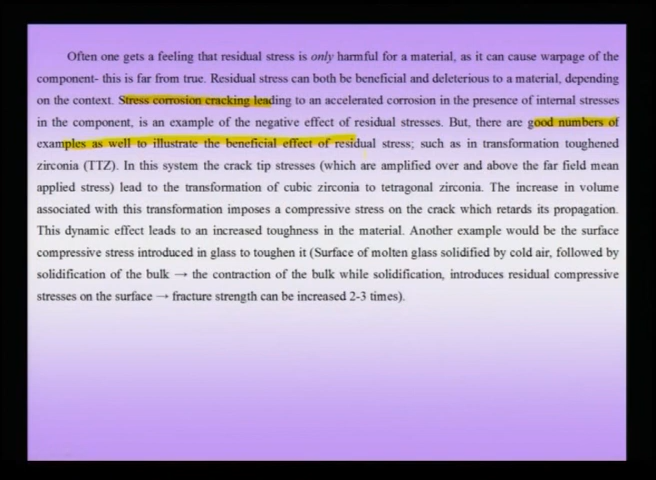 Often one gets a feeling that residual stress is only harmful for a material, as it can cause warpage of the
component- this is far from true. Residual stress can both be beneficial and deleterious to a material, depending
on the context. Stress corrosion cracking leading to an accelerated corrosion in the presence of internal stresses
in the component, is an example of the negative effect of residual stresses. But, there are good numbers of
examples as well to illustrate the beneficial effect of residual stress; such as in transformation toughened
zirconia (TTZ). In this system the crack tip stresses (which are amplified over and above the far field mean
applied stress) lead to the transformation of cubic zirconia to tetragonal zirconia. The increase in volume
associated with this transformation imposes a compressive stress on the crack which retards its propagation.
This dynamic effect leads to an increased toughness in the material. Another example would be the surface
compressive stress introduced in glass to toughen it (Surface of molten glass solidified by cold air, followed by
solidification of the bulk → the contraction of the bulk while solidification, introduces residual compressive
stresses on the surface → fracture strength can be increased 2-3 times).